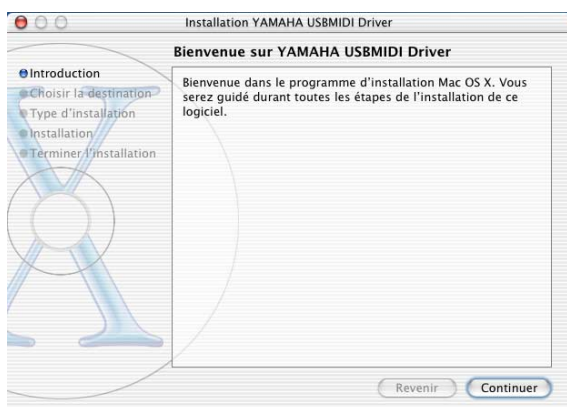 Installation YAMAHA USBMIDI Driver
Bienvenue sur YAMAHA USBMIDI Driver
Introduction
Choisir la destination
Type d'installation
Installation
Terminer l'installation
Bienvenue dans le programme d'installation Mac OS X. Vous
serez guidé durant toutes les étapes de l'installation de ce
logiciel.
Revenir
Continuer